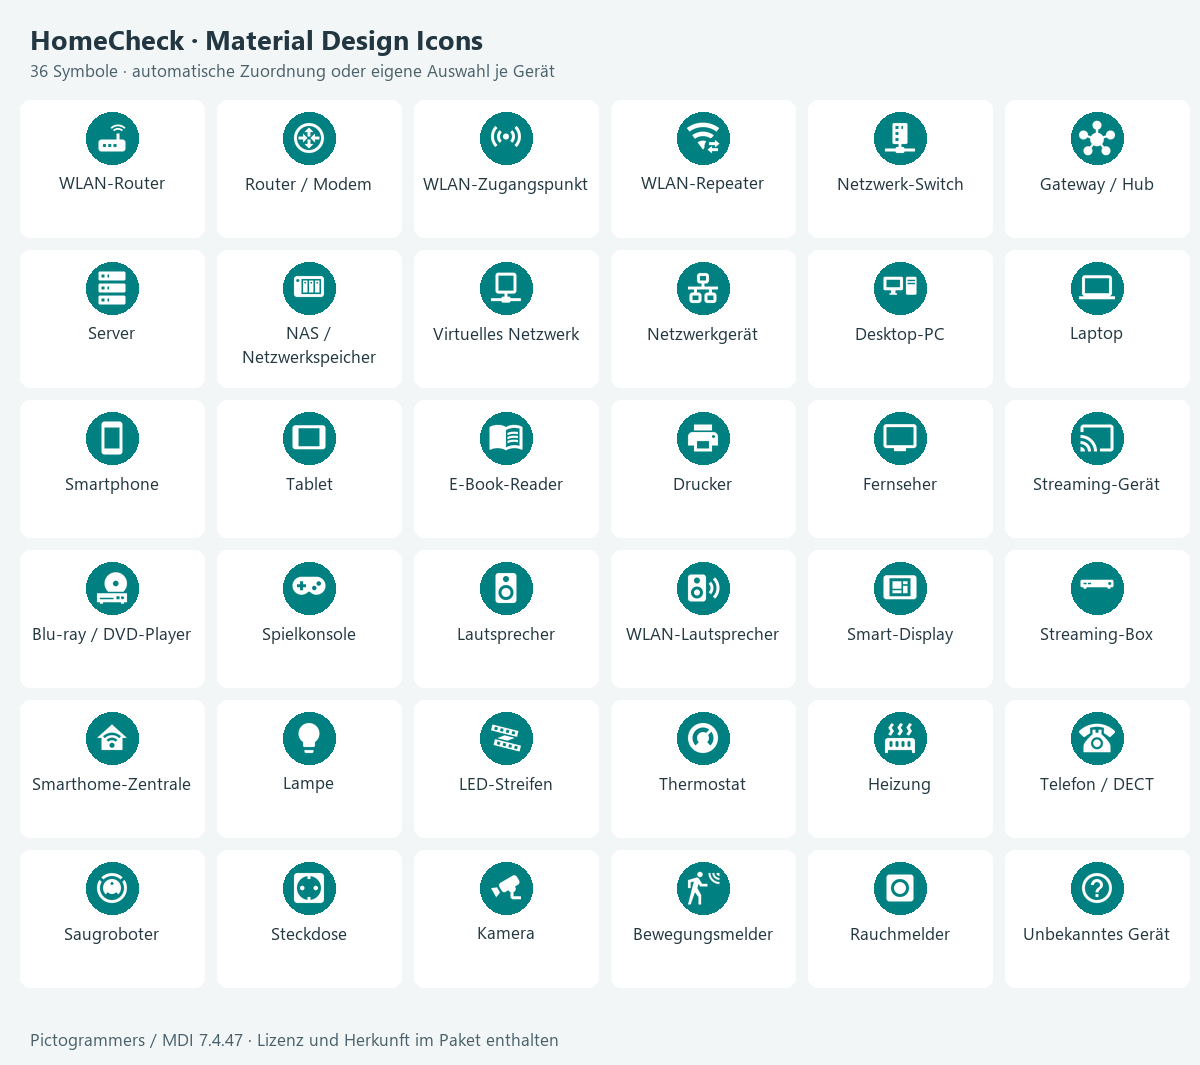 HomeCheck · Material Design Icons
36 Symbole · automatische Zuordnung oder eigene Auswahl je Gerät
WLAN-Router
Router / Modem
WLAN-Zugangspunkt
WLAN-Repeater
Netzwerk-Switch
Gateway / Hub
Server
NAS /
Netzwerkspeicher
Virtuelles Netzwerk
Netzwerkgerät
Desktop-PC
Laptop
Smartphone
Tablet
E-Book-Reader
Drucker
Fernseher
Streaming-Gerät
Blu-ray / DVD-Player
Spielkonsole
Lautsprecher
WLAN-Lautsprecher
Smart-Display
Streaming-Box
Smarthome-Zentrale
Lampe
LED-Streifen
Thermostat
Heizung
Telefon / DECT
Saugroboter
Steckdose
Kamera
Bewegungsmelder
Rauchmelder
Unbekanntes Gerät
Pictogrammers / MDI 7.4.47 · Lizenz und Herkunft im Paket enthalten